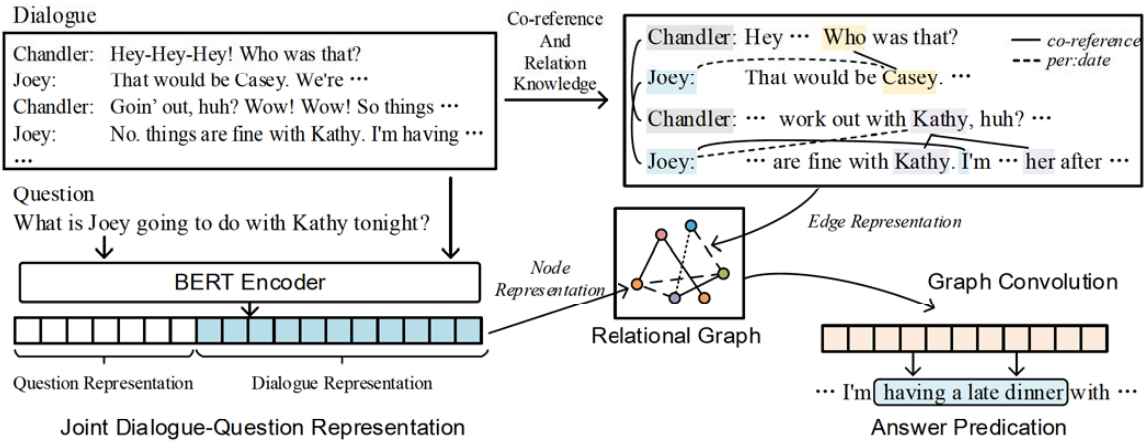 Dialogue
Chandler: Hey-Hey-Hey! Who was that?
Joey: That would be Casey. We're ···
Chandler: Goin' out, huh? Wow! Wow! So things ···
Joey: No. things are fine with Kathy. I'm having ···
···
Co-reference
And
Relation
Knowledge
Chandler: Hey ··· Who was that?
Joey: That would be Casey. ···
Chandler: ··· work out with Kathy, huh? ···
Joey: ··· are fine with Kathy. I'm ··· her after ···
co-reference
per:date
Question
What is Joey going to do with Kathy tonight?
BERT Encoder
Question Representation
Dialogue Representation
Joint Dialogue-Question Representation
Node
Representation
Edge Representation
Relational Graph
Graph Convolution
··· I'm having a late dinner with ···
Answer Predication